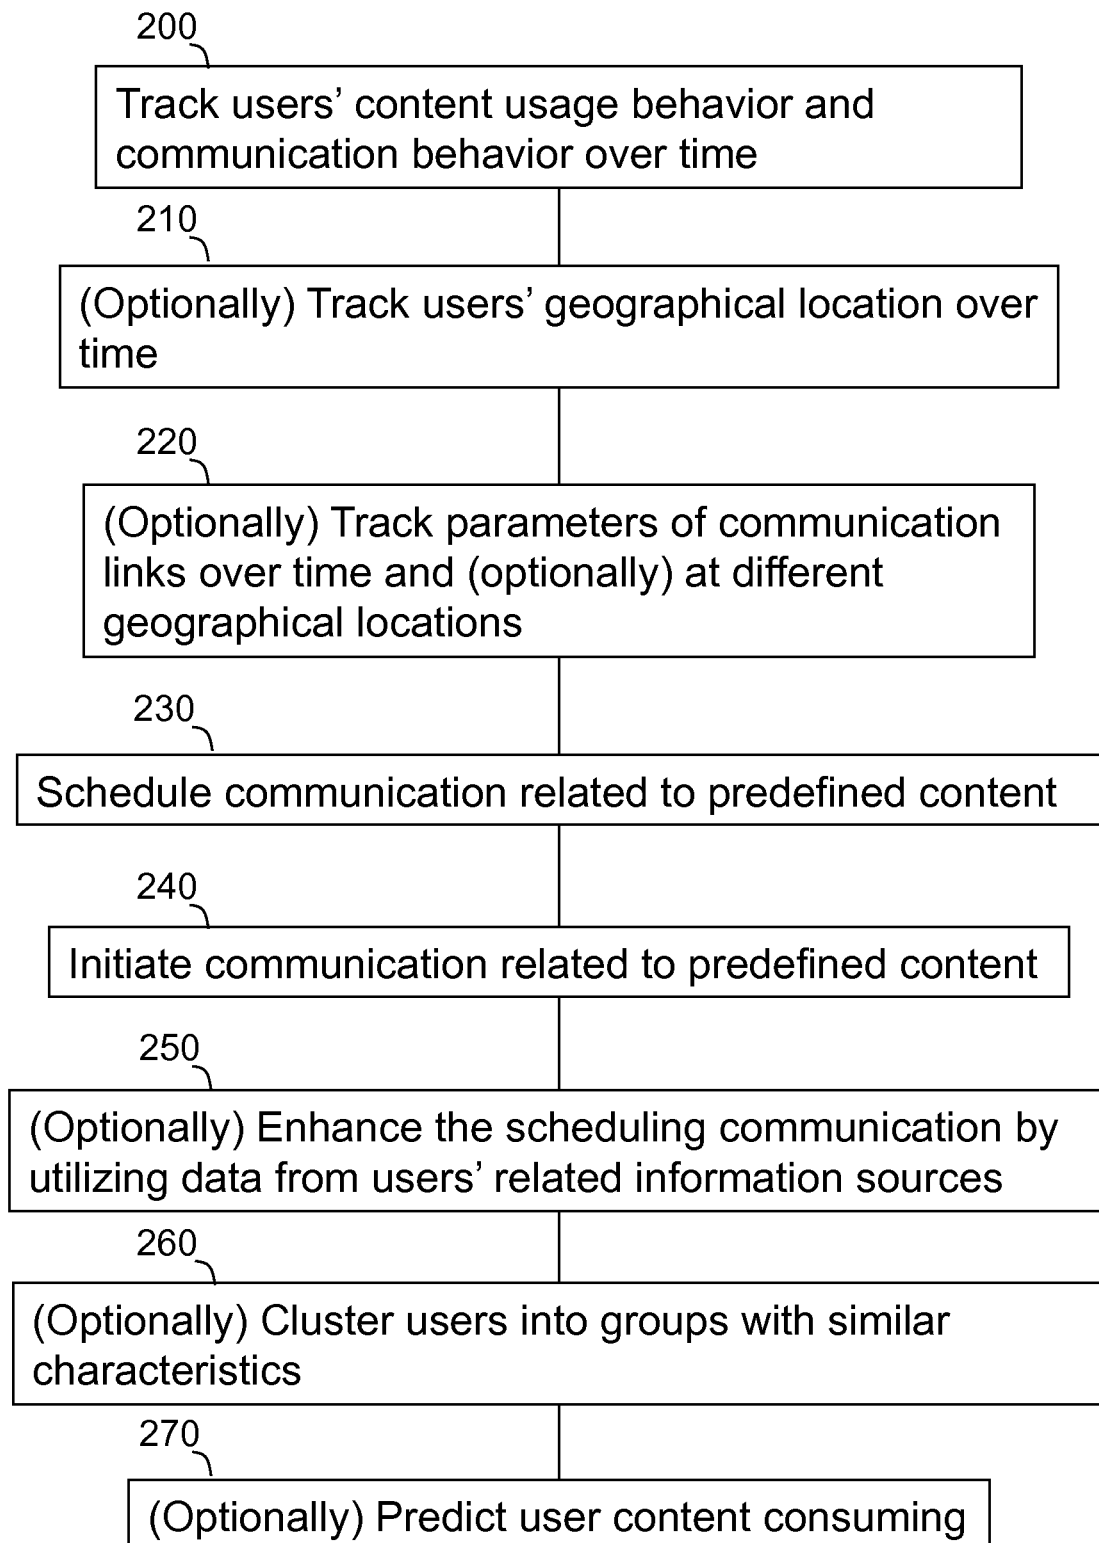 200
Track users’ content usage behavior and
communication behavior over time
210
(Optionally) Track users’ geographical location over
time
220
(Optionally) Track parameters of communication
links over time and (optionally) at different
geographical locations
230
Schedule communication related to predefined content
240
Initiate communication related to predefined content
250
(Optionally) Enhance the scheduling communication by
utilizing data from users’ related information sources
260
(Optionally) Cluster users into groups with similar
characteristics
270
(Optionally) Predict user content consuming